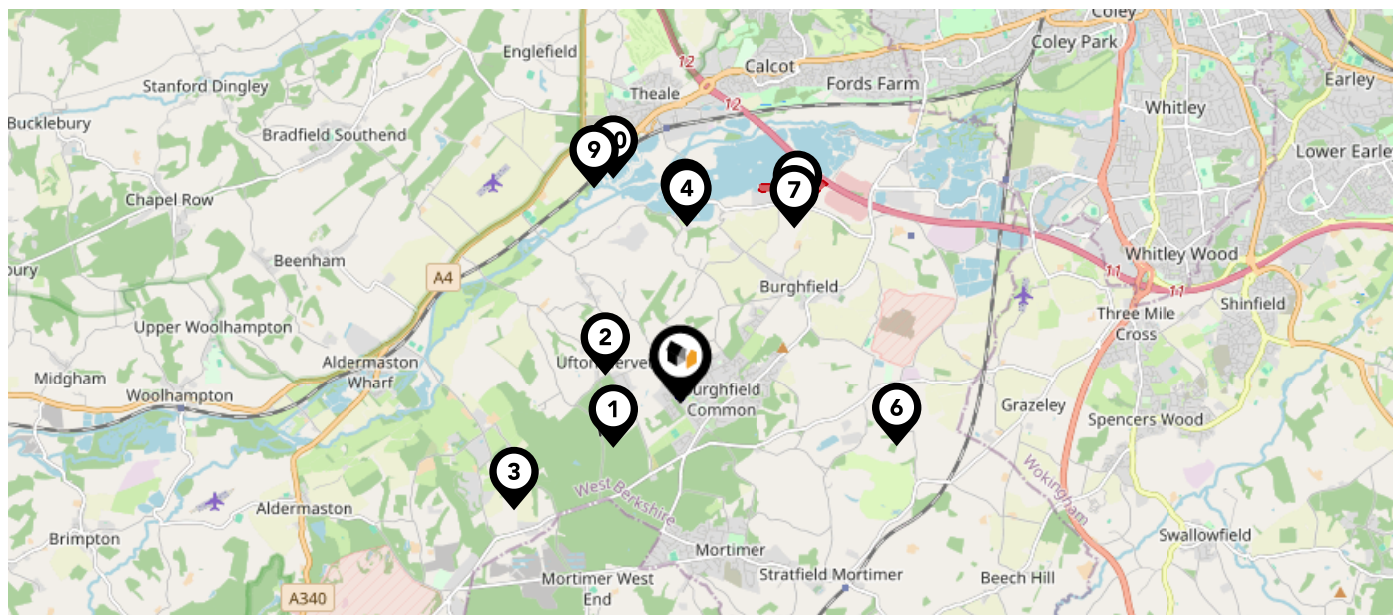 Coley
Coley Park
Englefield
12
Calcot
Earley
Stanford Dingley
Theale
Fords Farm
12
Whitley
Bucklebury
Bradfield Southend
9
0
Lower Earley
4
7
Chapel Row
A4
Beenham
Whitley Wood
11
11
Burghfield
Shinfield
Three Mile
Cross
Upper Woolhampton
2
Aldermaston
Wharf
Midgham
Woolhampton
Common
1
6
Grazeley
Spencers Wood
3
West Berkshire
Wokingham
Aldermaston
Brimpton
Swallowfield
Mortimer
Mortimer West
End
Stratfield Mortimer
Beech Hill
A340